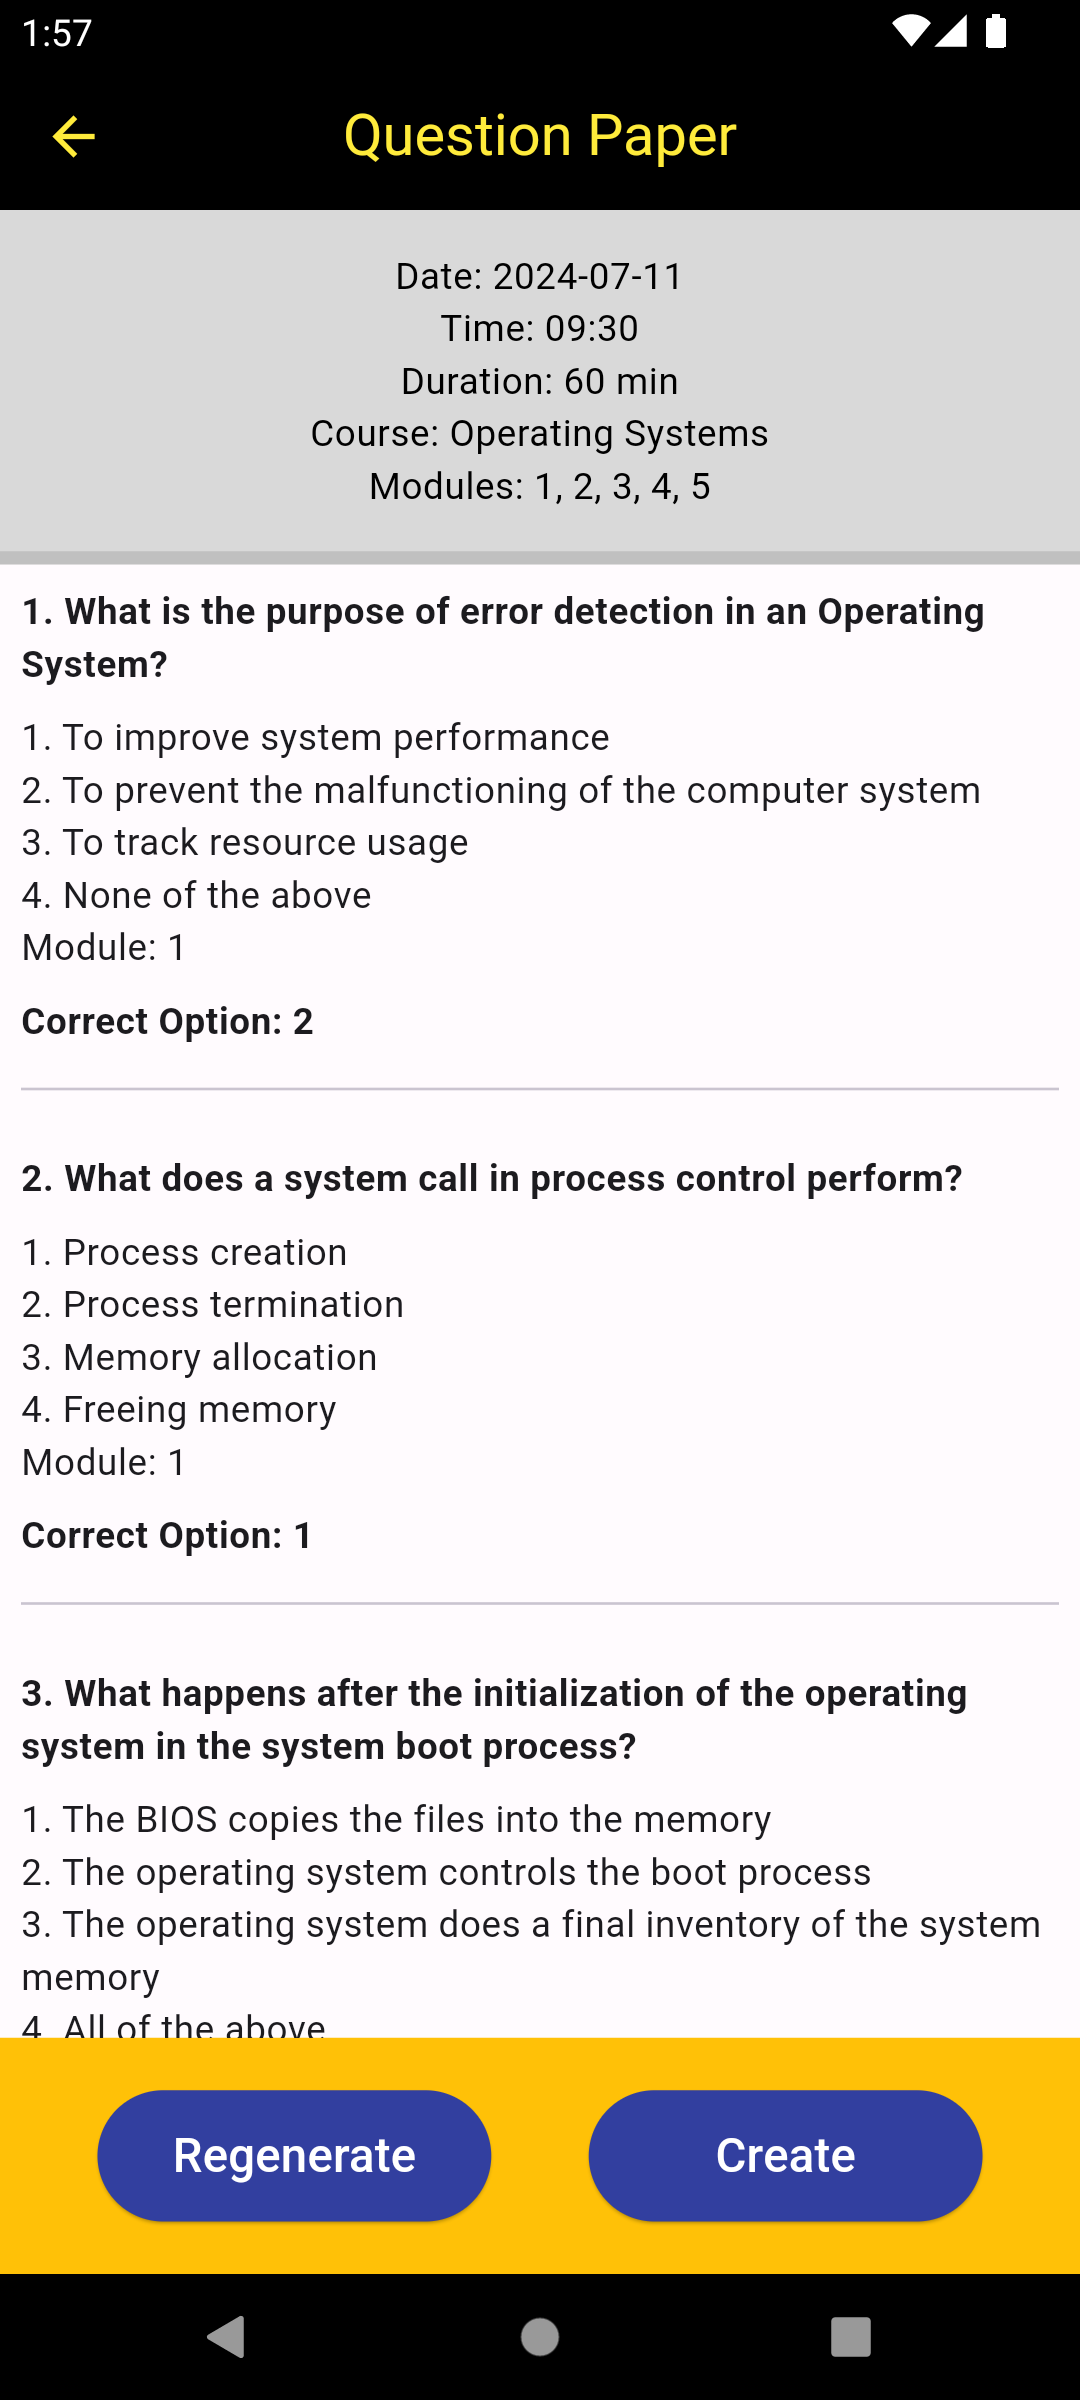 1:57
Question Paper
Date: 2024-07-11
Time: 09:30
Duration: 60 min
Course: Operating Systems
Modules: 1, 2, 3, 4, 5
1. What is the purpose of error detection in an Operating
System?
1. To improve system performance
2. To prevent the malfunctioning of the computer system
3. To track resource usage
4. None of the above
Module: 1
Correct Option: 2
2. What does a system call in process control perform?
1. Process creation
2. Process termination
3. Memory allocation
4. Freeing memory
Module: 1
Correct Option: 1
3. What happens after the initialization of the operating
system in the system boot process?
1. The BIOS copies the files into the memory
2. The operating system controls the boot process
3. The operating system does a final inventory of the system
memory
4. All of the above
Regenerate
Create